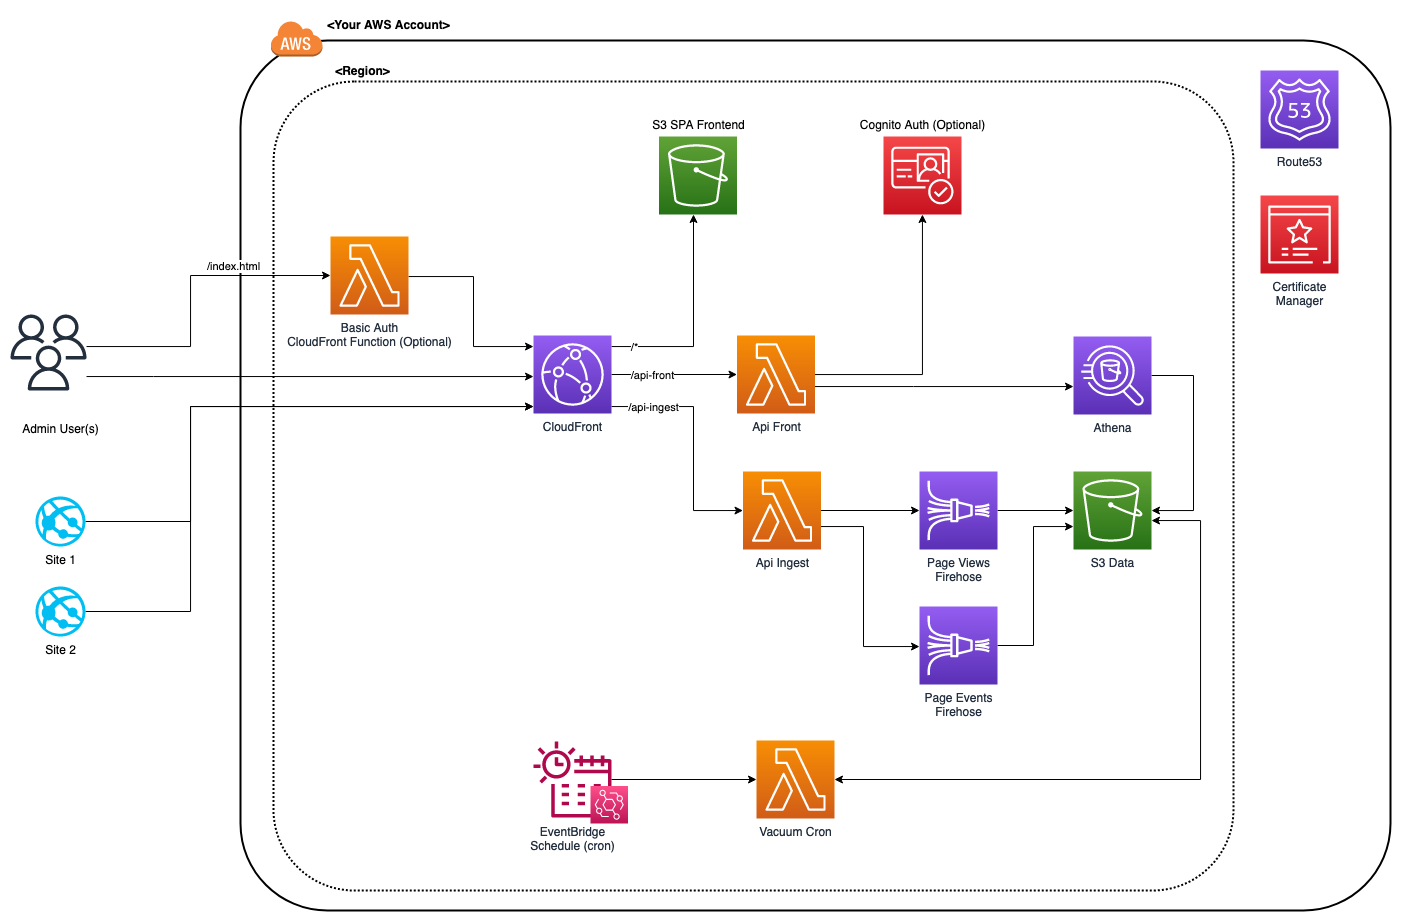 <Your AWS Account>
AWS
<Region>
S3 SPA Frontend
Cognito Auth (Optional)
53
Route53
/index.html
Certificate
Manager
Basic Auth
CloudFront Function (Optional)
/*
/api-front
/api-ingest
Admin User(s)
CloudFront
Api Front
Athena
Site 1
Api Ingest
Page Views
Firehose
S3 Data
Site 2
Page Events
Firehose
EventBridge
Schedule (cron)
Vacuum Cron